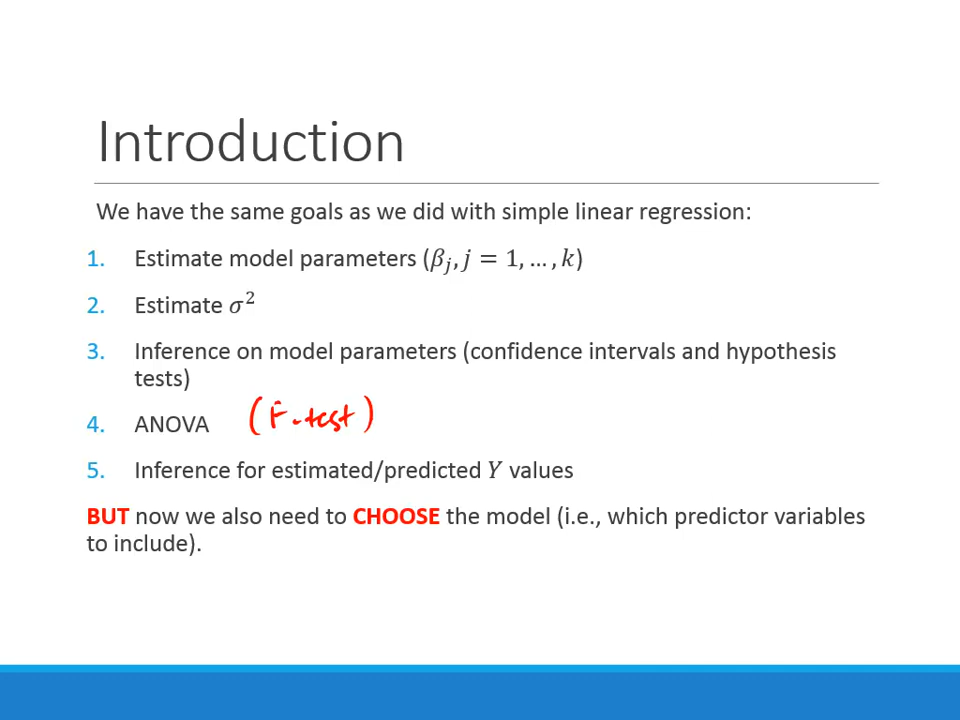 Introduction
We have the same goals as we did with simple linear regression:
1. Estimate model parameters (βⱼ, j = 1, … , k)
2. Estimate σ²
3. Inference on model parameters (confidence intervals and hypothesis
tests)
4. ANOVA (F-test)
5. Inference for estimated/predicted Y values
BUT now we also need to CHOOSE the model (i.e., which predictor variables
to include).